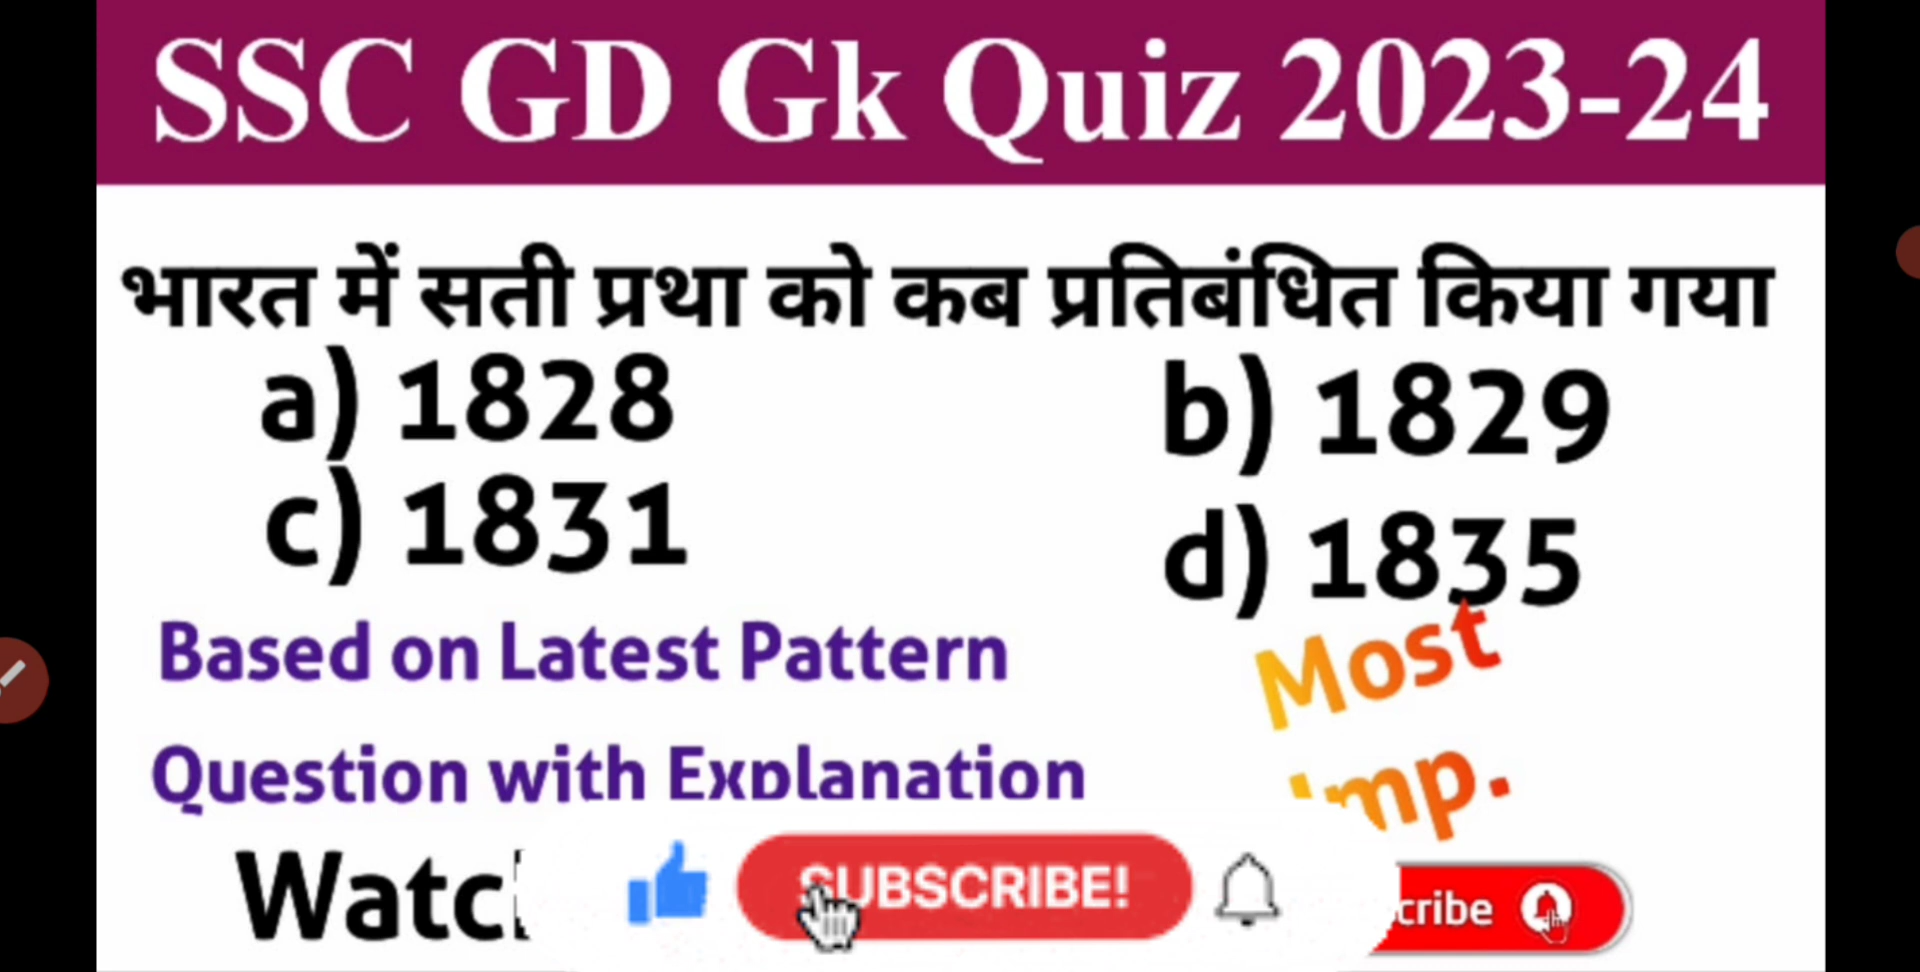 SSC GD Gk Quiz 2023-24
भारत में सती प्रथा को कब प्रतिबंधित किया गया
a) 1828 b) 1829
c) 1831 d) 1835
Based on Latest Pattern
Most
Question with Explanation
SUBSCRIBE!